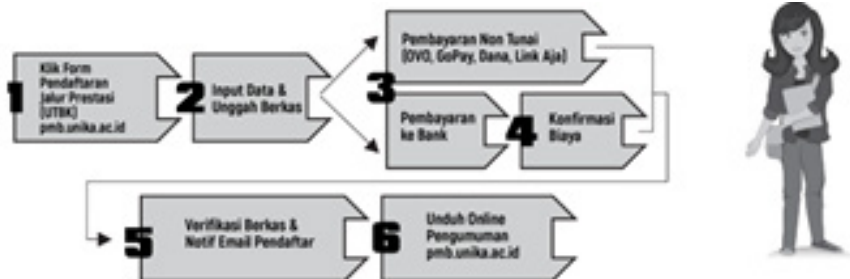 1
Klik Form
Pendaftaran
Jalur Prestasi
(UTBK)
pmb.unika.ac.id
2
Input Data &
Unggah Berkas
3
Pembayaran Non Tunai
(OVO, GoPay, Dana, Link Aja)
Pembayaran
ke Bank
4
Konfirmasi
Biaya
5
Verifikasi Berkas &
Notif Email Pendaftar
6
Unduh Online
Pengumuman
pmb.unika.ac.id